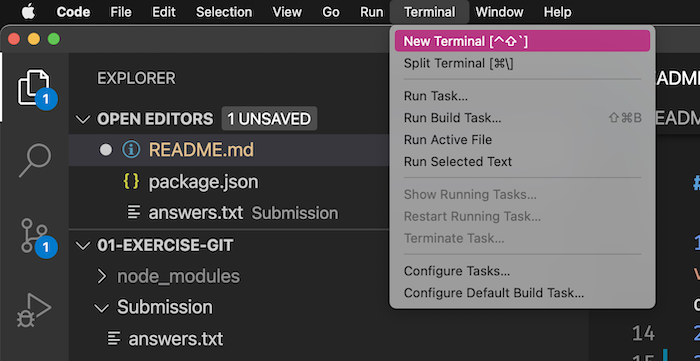 Code File Edit Selection View Go Run Terminal Window Help
New Terminal [^⇧`]
Split Terminal [⌘\]
Run Task...
Run Build Task... ⇧⌘B
Run Active File
Run Selected Text
Show Running Tasks...
Restart Running Task...
Terminate Task...
Configure Tasks...
Configure Default Build Task...
1
1
EXPLORER
OPEN EDITORS 1 UNSAVED
README.md
{} package.json
answers.txt Submission
01-EXERCISE-GIT
node_modules
Submission
answers.txt
#
1
14